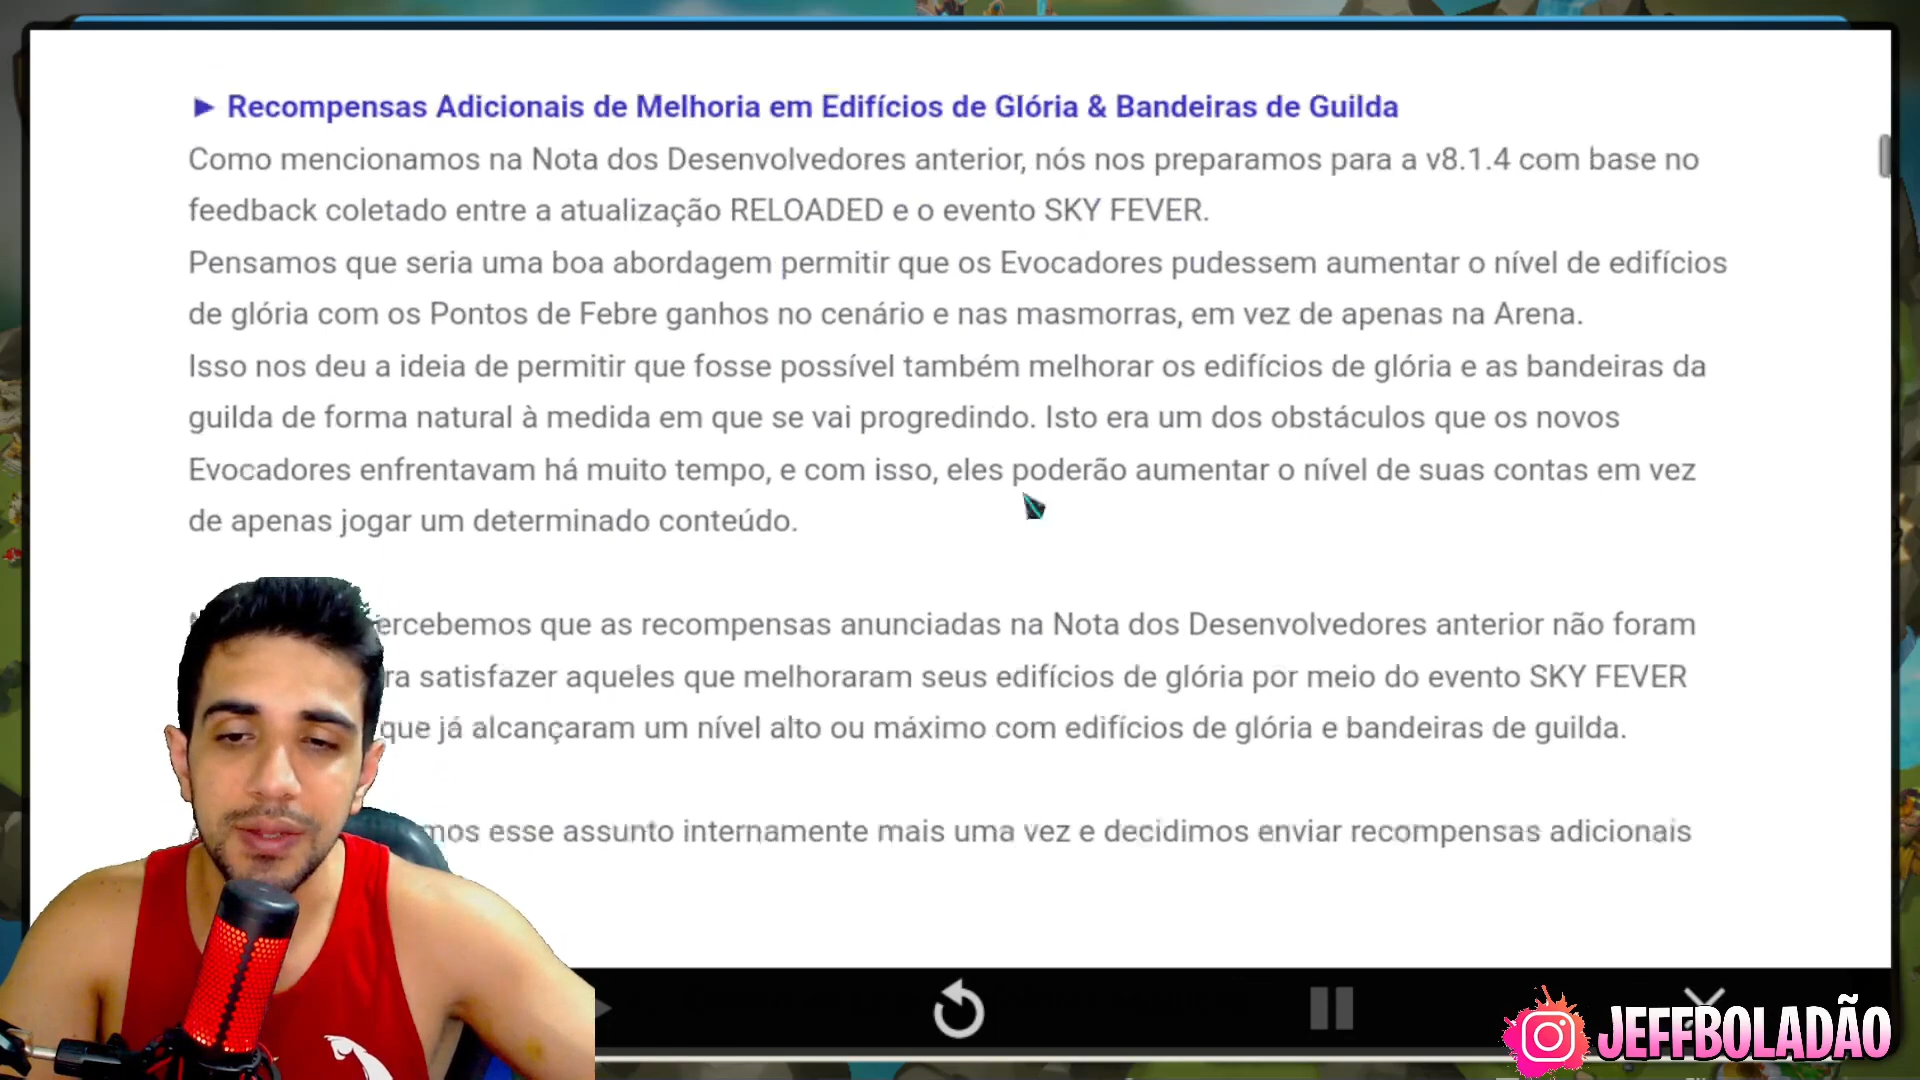 ► Recompensas Adicionais de Melhoria em Edifícios de Glória & Bandeiras de Guilda
Como mencionamos na Nota dos Desenvolvedores anterior, nós nos preparamos para a v8.1.4 com base no
feedback coletado entre a atualização RELOADED e o evento SKY FEVER.
Pensamos que seria uma boa abordagem permitir que os Evocadores pudessem aumentar o nível de edifícios
de glória com os Pontos de Febre ganhos no cenário e nas masmorras, em vez de apenas na Arena.
Isso nos deu a ideia de permitir que fosse possível também melhorar os edifícios de glória e as bandeiras da
guilda de forma natural à medida em que se vai progredindo. Isto era um dos obstáculos que os novos
Evocadores enfrentavam há muito tempo, e com isso, eles poderão aumentar o nível de suas contas em vez
de apenas jogar um determinado conteúdo.
que as recompensas anunciadas na Nota dos Desenvolvedores anterior não foram
satisfazer aqueles que melhoraram seus edifícios de glória por meio do evento SKY FEVER
que já alcançaram um nível alto ou máximo com edifícios de glória e bandeiras de guilda.
esse assunto internamente mais uma vez e decidimos enviar recompensas adicionais
JEFFBOLADÃO